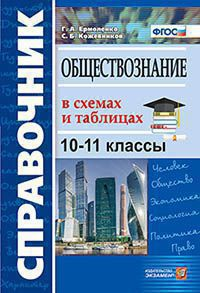 Г. А. Ермоленко
С. Б. Кожевников
ФГОС
СПРАВОЧНИК
ОБЩЕСТВОЗНАНИЕ
в схемах
и таблицах
10-11 классы
Человек
Общество
Экономика
Социология
Политика
Право
ИЗДАТЕЛЬСТВО
ЭКЗАМЕН